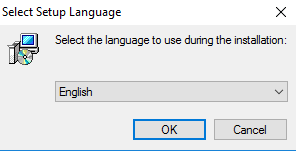 Select Setup Language
Select the language to use during the installation:
English
OK
Cancel